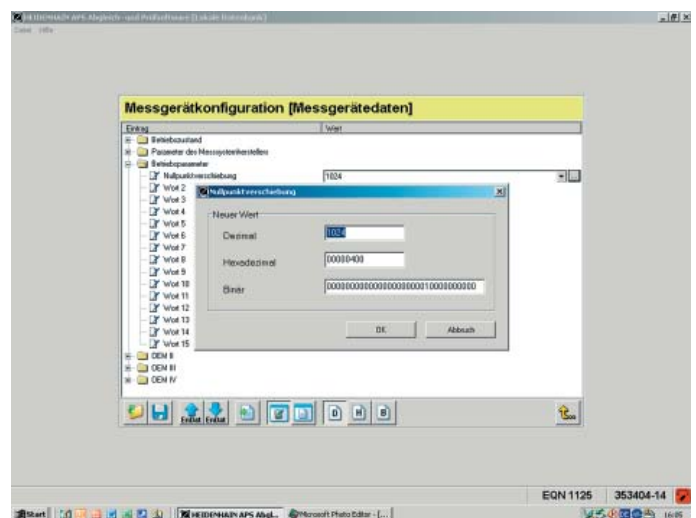 HEIDENHAIN APS Abgleich- und Prüfsoftware [Lokale Datenbank]
Datei Hilfe
Messgerätkonfiguration [Messgerätedaten]
Eintrag Wert
Betriebszustand
Parameter des Messsystemherstellers
Betriebsparameter
Nullpunktverschiebung 1024
Wort 2
Wort 3
Wort 4
Wort 5
Wort 6
Wort 7
Wort 8
Wort 9
Wort 10
Wort 11
Wort 12
Wort 13
Wort 14
Wort 15
OEM II
OEM III
OEM IV
Nullpunktverschiebung
Neuer Wert
Dezimal 1024
Hexadezimal 00000400
Binär 00000000000000000000010000000000
OK Abbruch
EnDat EnDat D H B
EQN 1125 353404-14
Start HEIDENHAIN APS Abgl... Microsoft Photo Editor - [... 16:05